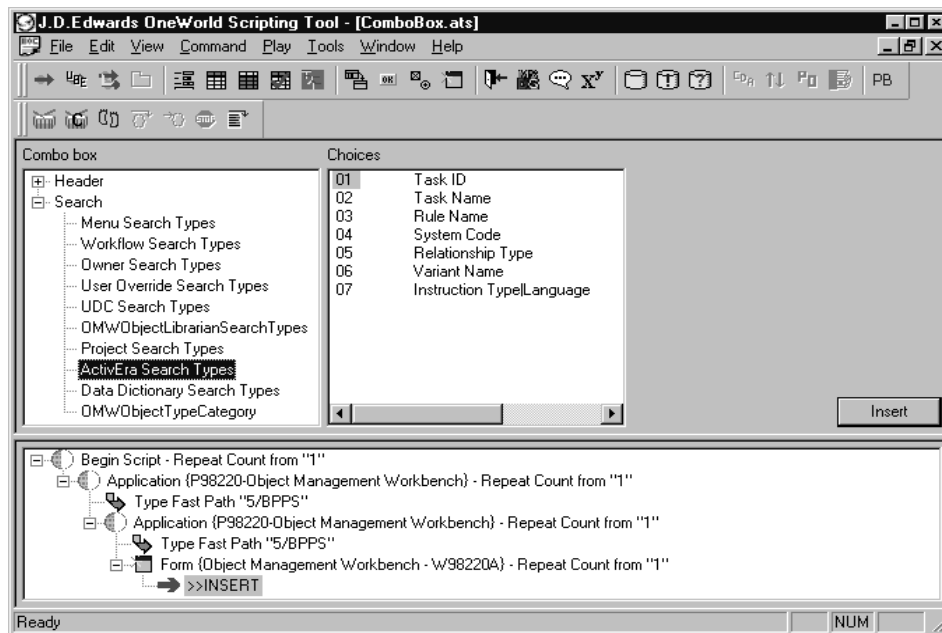 J.D.Edwards OneWorld Scripting Tool - [ComboBox.ats]
File Edit View Command Play Tools Window Help
PB
Combo box
Choices
Header
Search
Menu Search Types
Workflow Search Types
Owner Search Types
User Override Search Types
UDC Search Types
OMWObjectLibrarianSearchTypes
Project Search Types
ActivEra Search Types
Data Dictionary Search Types
OMWObjectTypeCategory
01 Task ID
02 Task Name
03 Rule Name
04 System Code
05 Relationship Type
06 Variant Name
07 Instruction Type|Language
Insert
Begin Script - Repeat Count from "1"
Application {P98220-Object Management Workbench} - Repeat Count from "1"
Type Fast Path "5/BPPS"
Application {P98220-Object Management Workbench} - Repeat Count from "1"
Type Fast Path "5/BPPS"
Form {Object Management Workbench - W98220A} - Repeat Count from "1"
>>INSERT
Ready
NUM